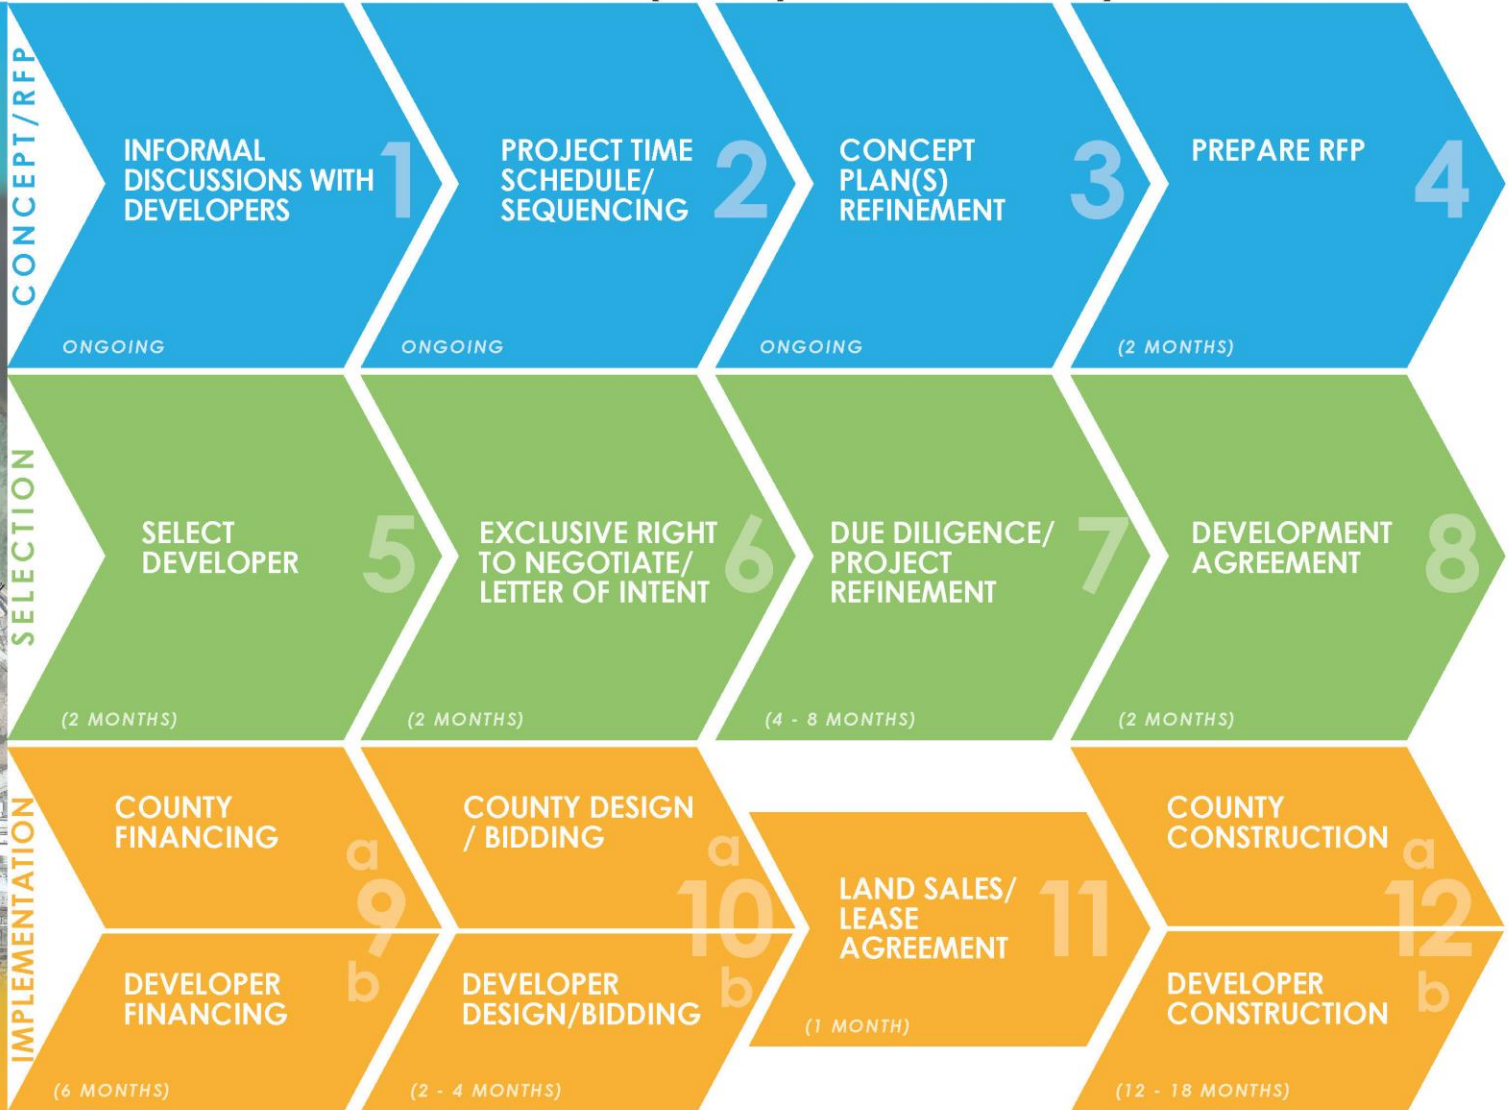 CONCEPT/RFP
INFORMAL
DISCUSSIONS WITH
DEVELOPERS
1
ONGOING
PROJECT TIME
SCHEDULE/
SEQUENCING
2
ONGOING
CONCEPT
PLAN(S)
REFINEMENT
3
ONGOING
PREPARE RFP
4
(2 MONTHS)
SELECTION
SELECT
DEVELOPER
5
(2 MONTHS)
EXCLUSIVE RIGHT
TO NEGOTIATE/
LETTER OF INTENT
6
(2 MONTHS)
DUE DILIGENCE/
PROJECT
REFINEMENT
7
(4 - 8 MONTHS)
DEVELOPMENT
AGREEMENT
8
(2 MONTHS)
IMPLEMENTATION
COUNTY
FINANCING
a
9
b
DEVELOPER
FINANCING
(6 MONTHS)
COUNTY DESIGN
/ BIDDING
a
10
b
DEVELOPER
DESIGN/BIDDING
(2 - 4 MONTHS)
LAND SALES/
LEASE
AGREEMENT
11
(1 MONTH)
COUNTY
CONSTRUCTION
a
12
b
DEVELOPER
CONSTRUCTION
(12 - 18 MONTHS)